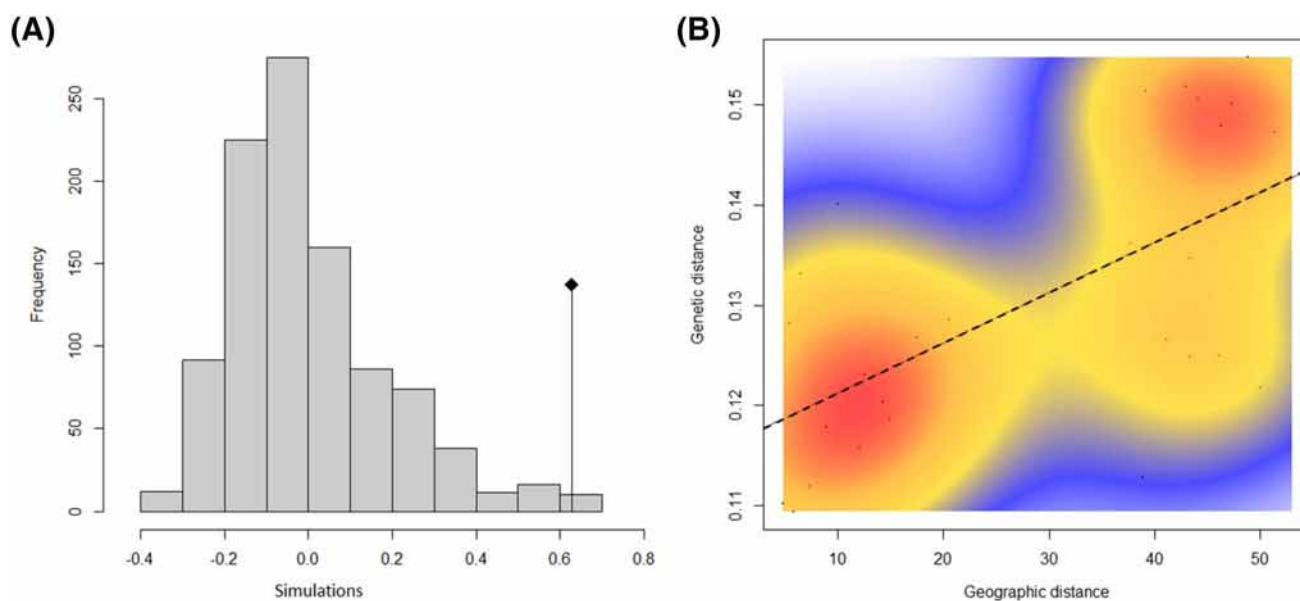 (A)
Frequency
250
200
150
100
50
0
-0.4 -0.2 0.0 0.2 0.4 0.6 0.8
Simulations
(B)
Genetic distance
0.15
0.14
0.13
0.12
0.11
10 20 30 40 50
Geographic distance